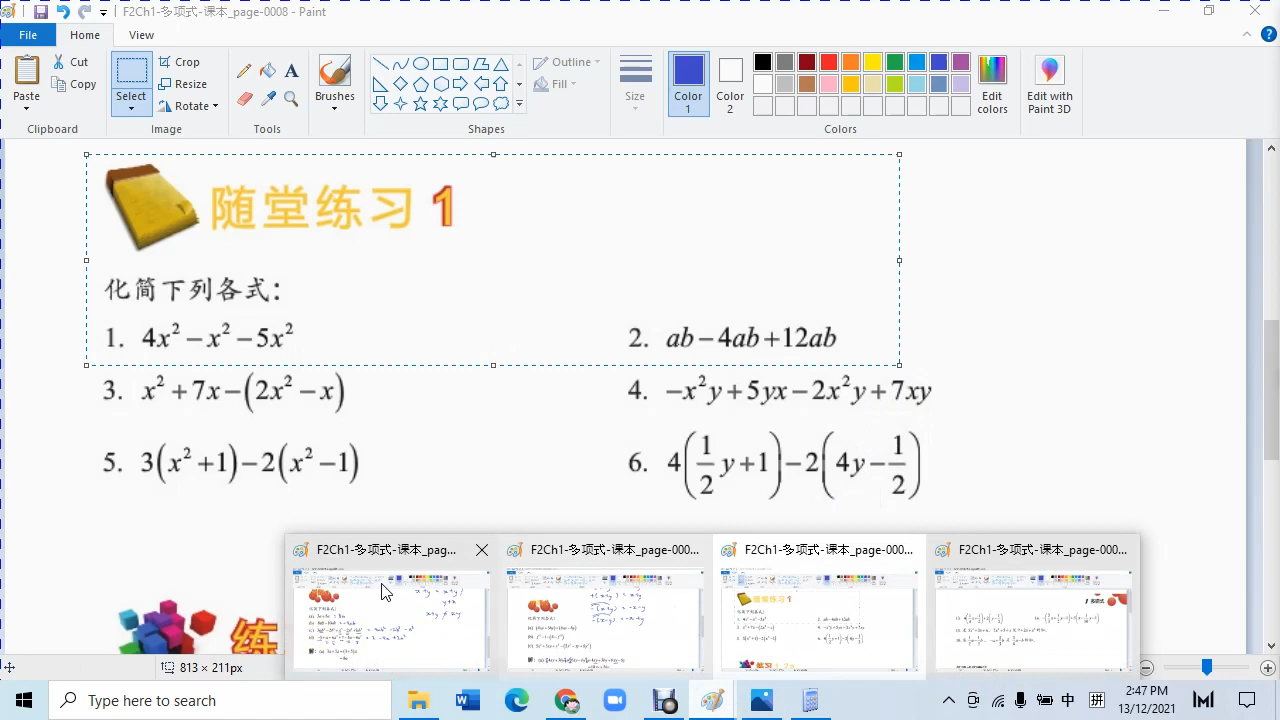 F2Ch1-多项式-课本_page-0008 - Paint
File Home View
Paste
Cut
Copy
Clipboard
Select
Crop
Resize
Rotate
Image
Tools
Brushes
Outline
Fill
Shapes
Size
Color 1
Color 2
Edit colors
Colors
Edit with Paint 3D
随堂练习 1
化简下列各式：
1. 4x² − x² − 5x²
2. ab − 4ab + 12ab
3. x² + 7x − (2x² − x)
4. −x²y + 5yx − 2x²y + 7xy
5. 3(x² + 1) − 2(x² − 1)
6. 4(1/2 y + 1) − 2(4y − 1/2)
练
F2Ch1-多项式-课本_pag...
F2Ch1-多项式-课本_page-000...
F2Ch1-多项式-课本_page-000...
F2Ch1-多项式-课本_page-000...
813 × 211px
Type here to search
中
拼
2:47 PM
13/12/2021